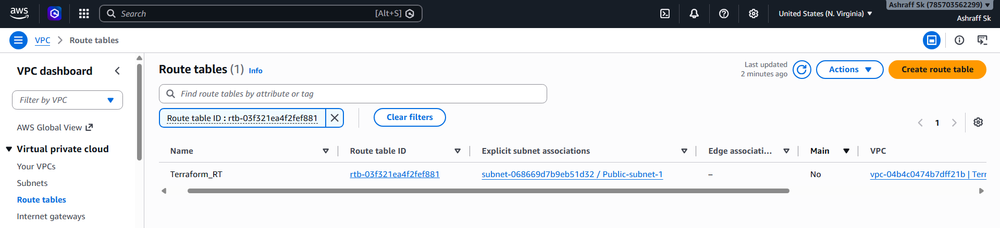 aws
Search
[Alt+S]
United States (N. Virginia)
Ashraff Sk (785703562299)
Ashraff Sk
VPC
Route tables
VPC dashboard
Filter by VPC
AWS Global View
Virtual private cloud
Your VPCs
Subnets
Route tables
Internet gateways
Route tables (1) Info
Last updated
2 minutes ago
Actions
Create route table
Find route tables by attribute or tag
Route table ID : rtb-03f321ea4f2fef881
Clear filters
1
Name Route table ID Explicit subnet associations Edge associati... Main VPC
Terraform_RT rtb-03f321ea4f2fef881 subnet-068669d7b9eb51d32 / Public-subnet-1 – No vpc-04b4c0474b7dff21b | Terr